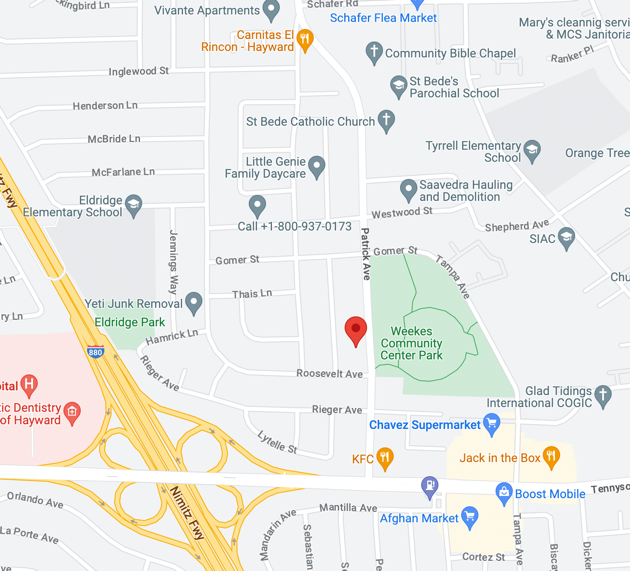 ckingbird Ln
Schafer Rd
Vivante Apartments
Schafer Flea Market
Mary's cleannig servi
& MCS Janitoria
Carnitas El
Rincon - Hayward
Community Bible Chapel
Ranker Pl
Inglewood St
St Bede's
Parochial School
Henderson Ln
St Bede Catholic Church
McBride Ln
Tyrrell Elementary
School
Orange Tree
Little Genie
Family Daycare
McFarlane Ln
itz Fwy
Saavedra Hauling
and Demolition
Eldridge
Elementary School
Westwood St
Shepherd Ave
S
Call +1-800-937-0173
SIAC
Jennings Way
Patrick Ave
Gomer St
Gomer St
Tampa Ave
Chu
e Ln
Thais Ln
Yeti Junk Removal
ry Ln
Eldridge Park
Weekes
Community
Center Park
Hamrick Ln
880
Rieger Ave
Roosevelt Ave
pital
H
Glad Tidings
International COGIC
tic Dentistry
of Hayward
Rieger Ave
Chavez Supermarket
Lytelle St
KFC
Jack in the Box
Nimitz Fwy
Boost Mobile
Tennyso
Orlando Ave
Mantilla Ave
Afghan Market
La Porte Ave
Mandarin Ave
Sebastian
Se
Pe
Tampa Ave
Cortez St
Biscay
Dicker